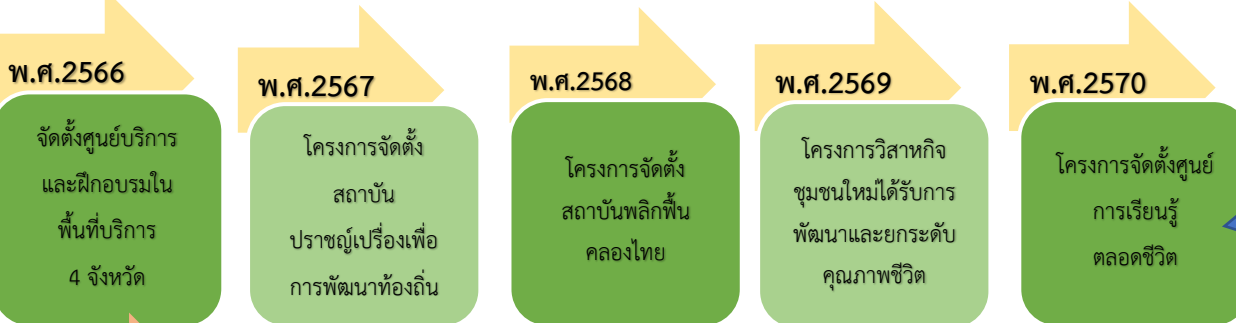 พ.ศ.2566
จัดตั้งศูนย์บริการ
และฝึกอบรมใน
พื้นที่บริการ
4 จังหวัด
พ.ศ.2567
โครงการจัดตั้ง
สถาบัน
ปราชญ์เปรื่องเพื่อ
การพัฒนาท้องถิ่น
พ.ศ.2568
โครงการจัดตั้ง
สถาบันพลิกฟื้น
คลองไทย
พ.ศ.2569
โครงการวิสาหกิจ
ชุมชนใหม่ได้รับการ
พัฒนาและยกระดับ
คุณภาพชีวิต
พ.ศ.2570
โครงการจัดตั้งศูนย์
การเรียนรู้
ตลอดชีวิต